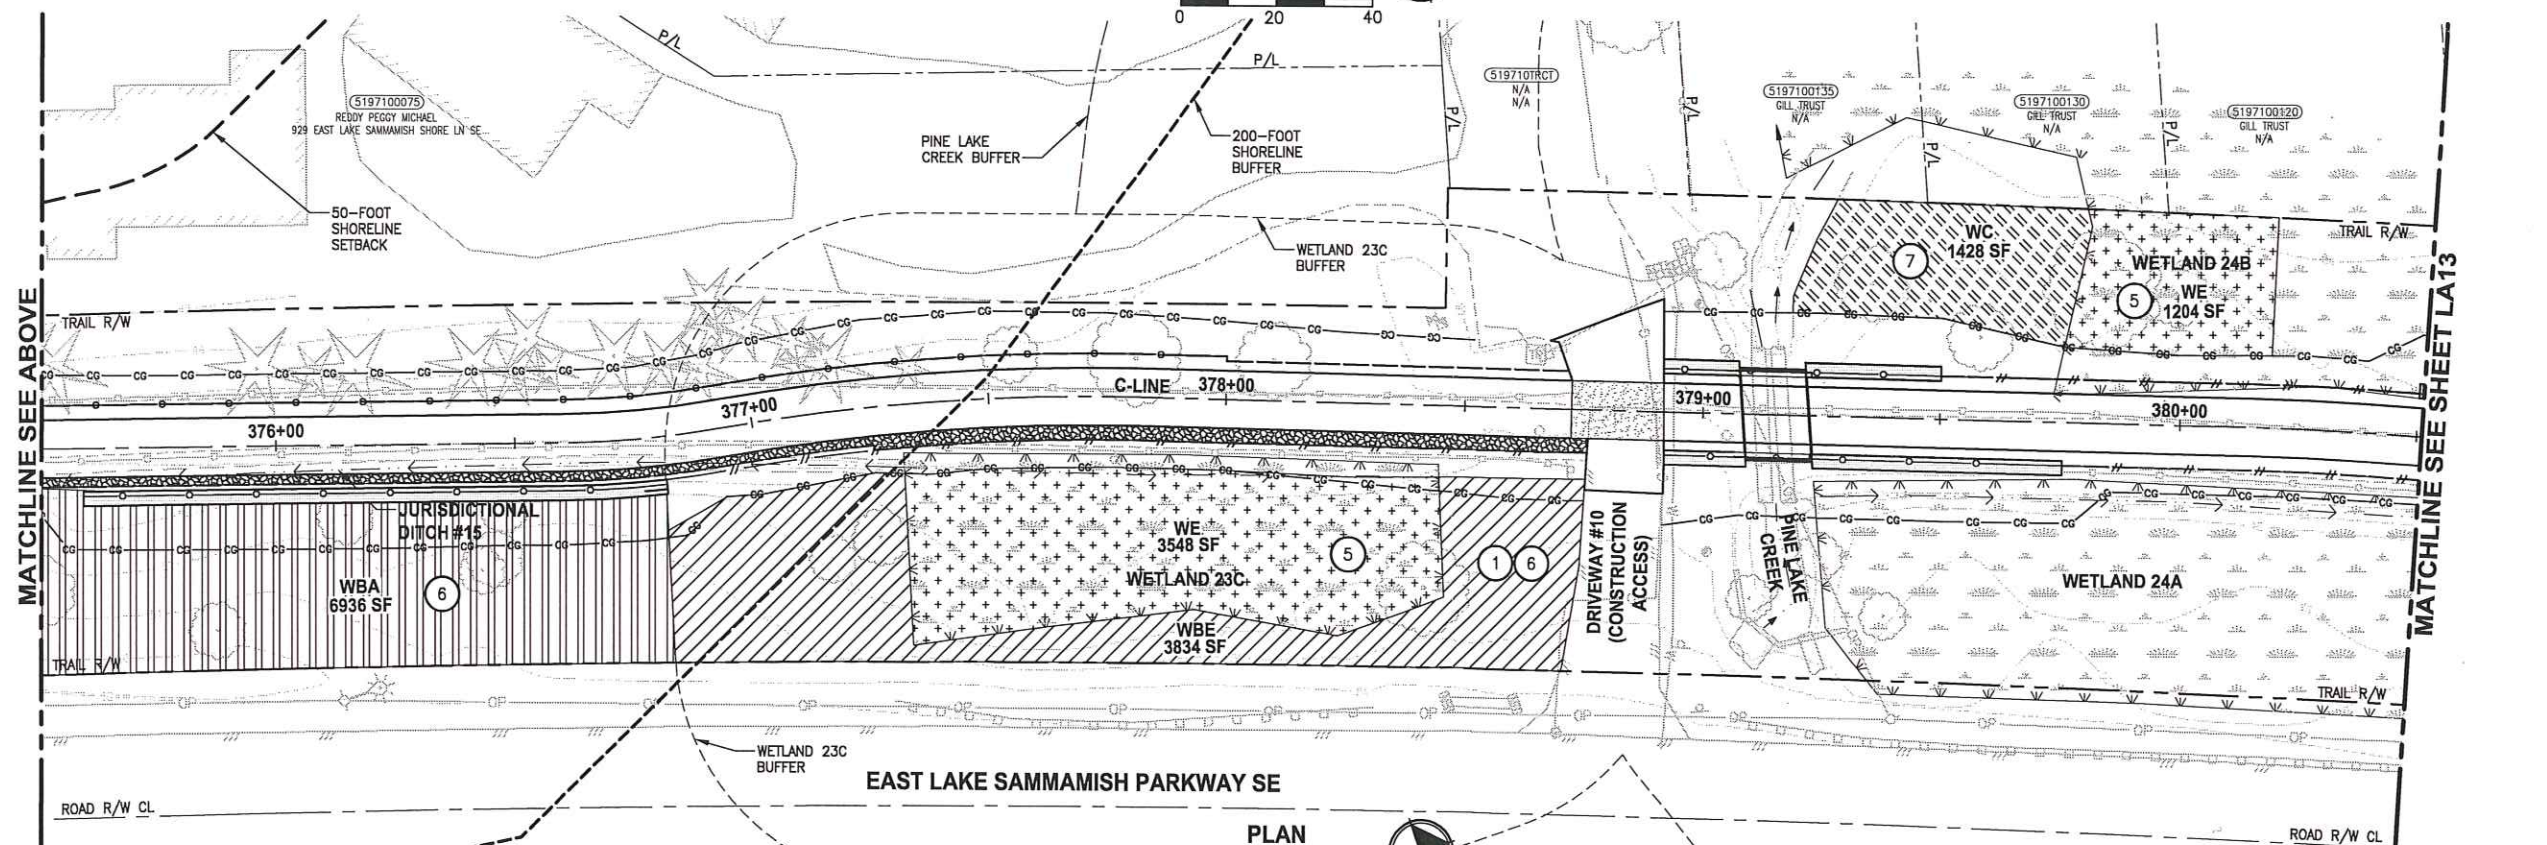 0 20 40
MATCHLINE SEE ABOVE
5197100075
REDDY PEGGY MICHAEL
929 EAST LAKE SAMMAMISH SHORE LN SE
50-FOOT
SHORELINE
SETBACK
P/L
P/L
P/L
PINE LAKE
CREEK BUFFER
200-FOOT
SHORELINE
BUFFER
WETLAND 23C
BUFFER
519710TRCT
N/A
N/A
P/L
5197100135
GILL TRUST
N/A
5197100130
GILL TRUST
N/A
5197100120
GILL TRUST
N/A
P/L
P/L
TRAIL R/W
WC
1428 SF
7
WETLAND 24B
WE
1204 SF
5
TRAIL R/W
MATCHLINE SEE SHEET LA13
376+00
377+00
C-LINE 378+00
379+00
380+00
JURISDICTIONAL
DITCH #15
WBA
6936 SF
6
WE
3548 SF
5
WETLAND 23C
WBE
3834 SF
1 6
DRIVEWAY #10
(CONSTRUCTION
ACCESS)
PINE LAKE
CREEK
WETLAND 24A
TRAIL R/W
TRAIL R/W
WETLAND 23C
BUFFER
EAST LAKE SAMMAMISH PARKWAY SE
ROAD R/W CL
PLAN
ROAD R/W CL